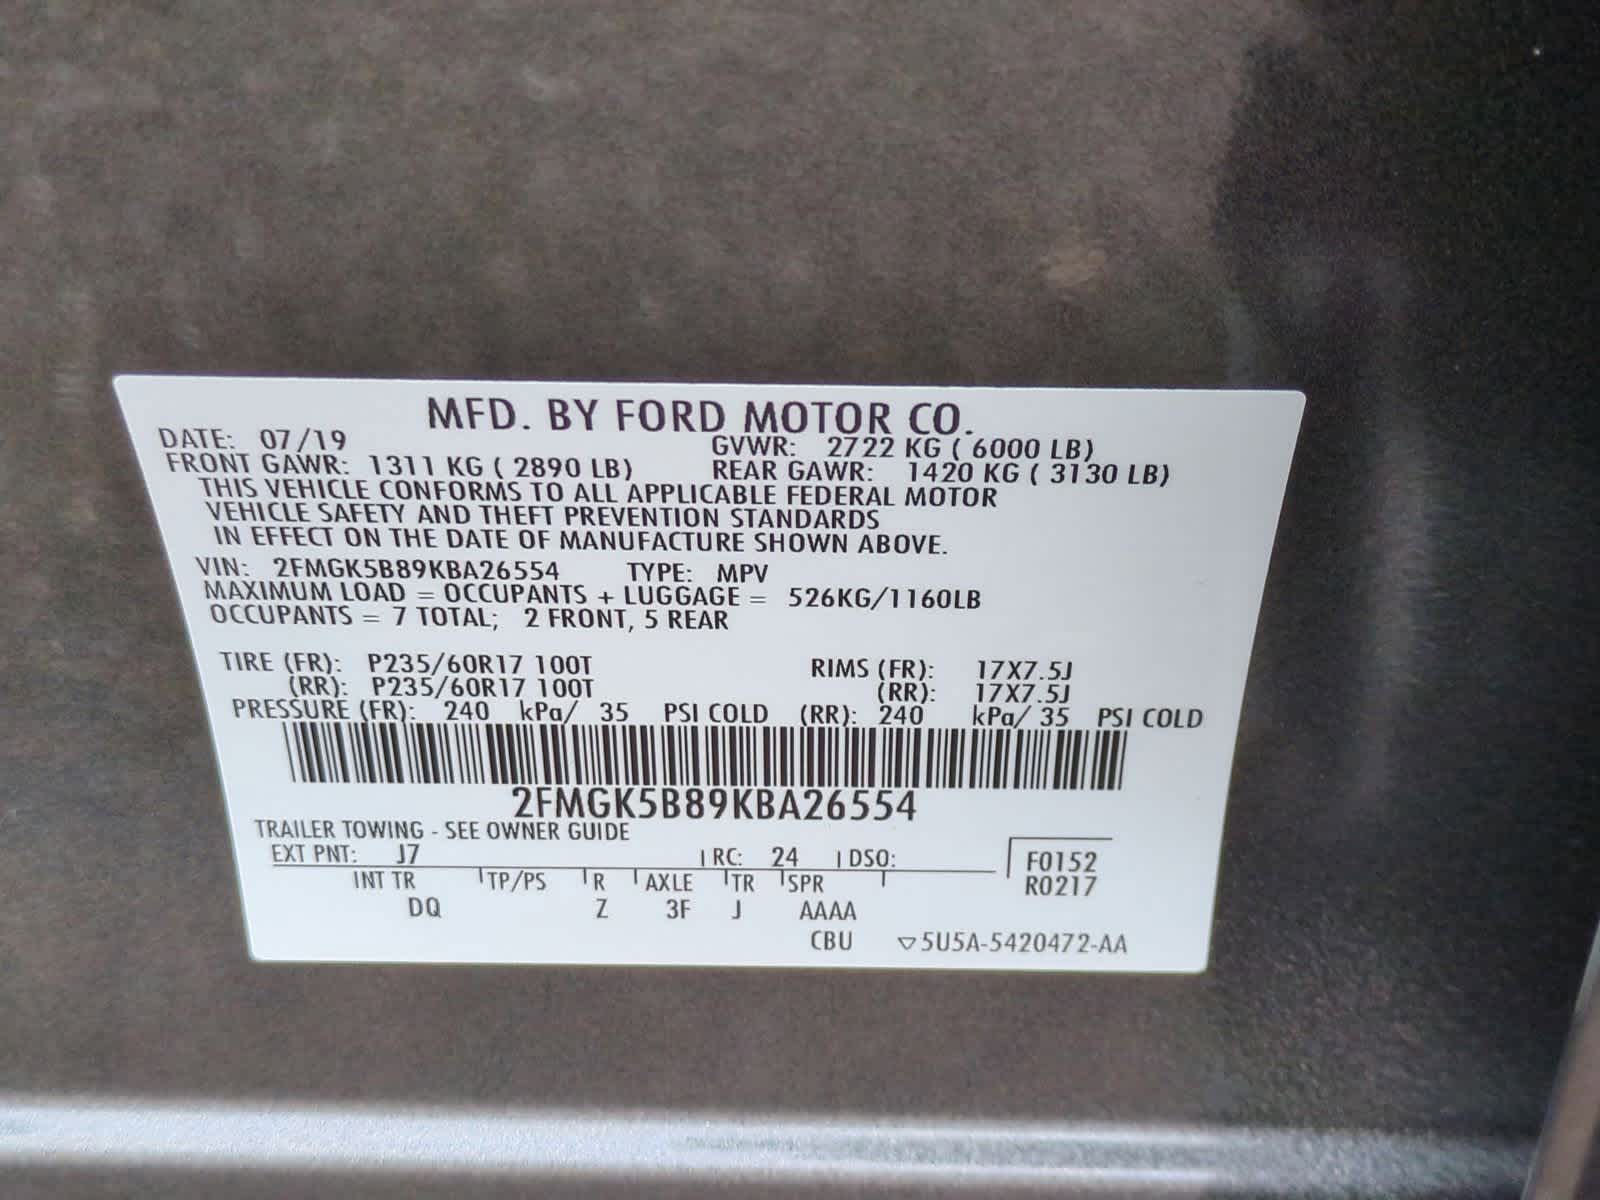 MFD. BY FORD MOTOR CO.
DATE: 07/19 GVWR: 2722 KG ( 6000 LB)
FRONT GAWR: 1311 KG ( 2890 LB) REAR GAWR: 1420 KG ( 3130 LB)
THIS VEHICLE CONFORMS TO ALL APPLICABLE FEDERAL MOTOR
VEHICLE SAFETY AND THEFT PREVENTION STANDARDS
IN EFFECT ON THE DATE OF MANUFACTURE SHOWN ABOVE.
VIN: 2FMGK5B89KBA26554 TYPE: MPV
MAXIMUM LOAD = OCCUPANTS + LUGGAGE = 526KG/1160LB
OCCUPANTS = 7 TOTAL; 2 FRONT, 5 REAR
TIRE (FR): P235/60R17 100T RIMS (FR): 17X7.5J
(RR): P235/60R17 100T (RR): 17X7.5J
PRESSURE (FR): 240 kPa/ 35 PSI COLD (RR): 240 kPa/ 35 PSI COLD
2FMGK5B89KBA26554
TRAILER TOWING - SEE OWNER GUIDE
EXT PNT: J7 RC: 24 DSO: F0152
R0217
INT TR TP/PS R AXLE TR SPR
DQ Z 3F J AAAA
CBU ▽5U5A-5420472-AA